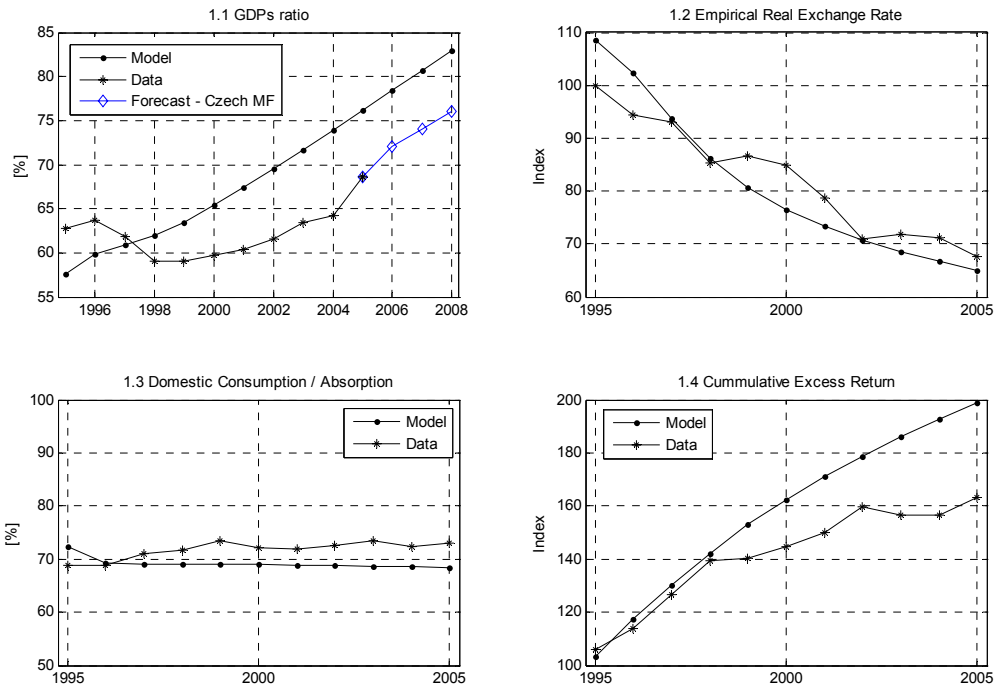 1.1 GDPs ratio
85
80
75
70
65
60
55
[%]
Model
Data
Forecast - Czech MF
1996 1998 2000 2002 2004 2006 2008
1.2 Empirical Real Exchange Rate
110
100
90
80
70
60
Index
1995 2000 2005
1.3 Domestic Consumption / Absorption
100
90
80
70
60
50
[%]
Model
Data
1995 2000 2005
1.4 Cummulative Excess Return
200
180
160
140
120
100
Index
Model
Data
1995 2000 2005